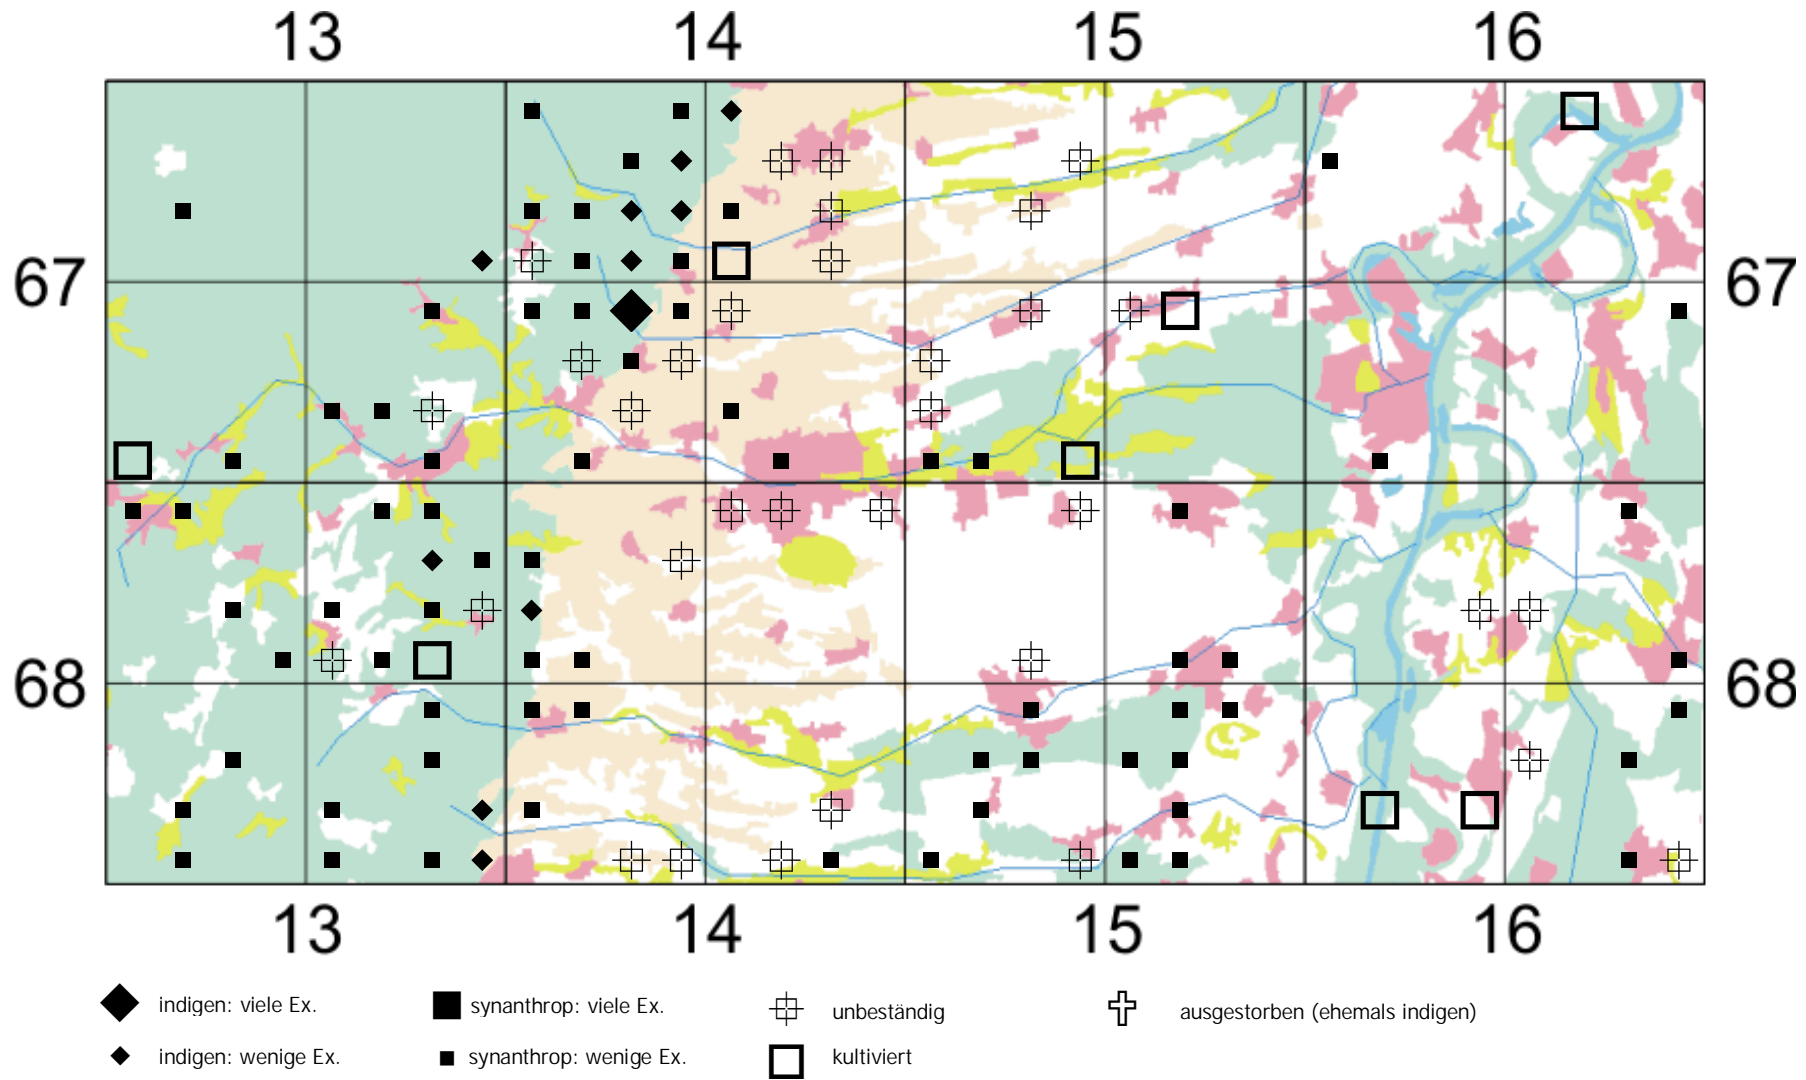 13 14 15 16
67 67
68 68
13 14 15 16
indigen: viele Ex. synanthrop: viele Ex. unbeständig ausgestorben (ehemals indigen)
indigen: wenige Ex. synanthrop: wenige Ex. kultiviert